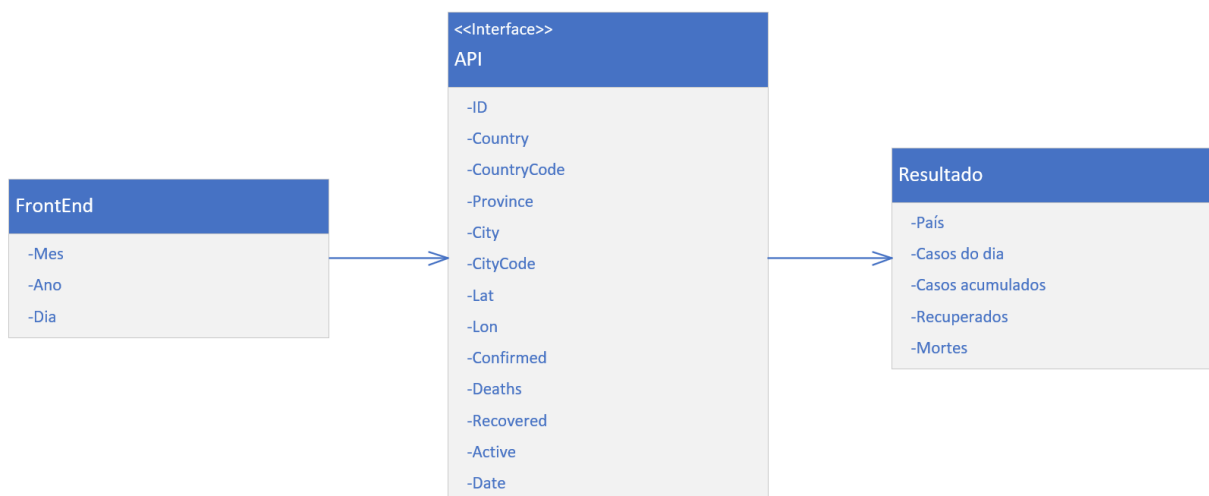 FrontEnd
-Mes
-Ano
-Dia
<<Interface>>
API
-ID
-Country
-CountryCode
-Province
-City
-CityCode
-Lat
-Lon
-Confirmed
-Deaths
-Recovered
-Active
-Date
Resultado
-País
-Casos do dia
-Casos acumulados
-Recuperados
-Mortes